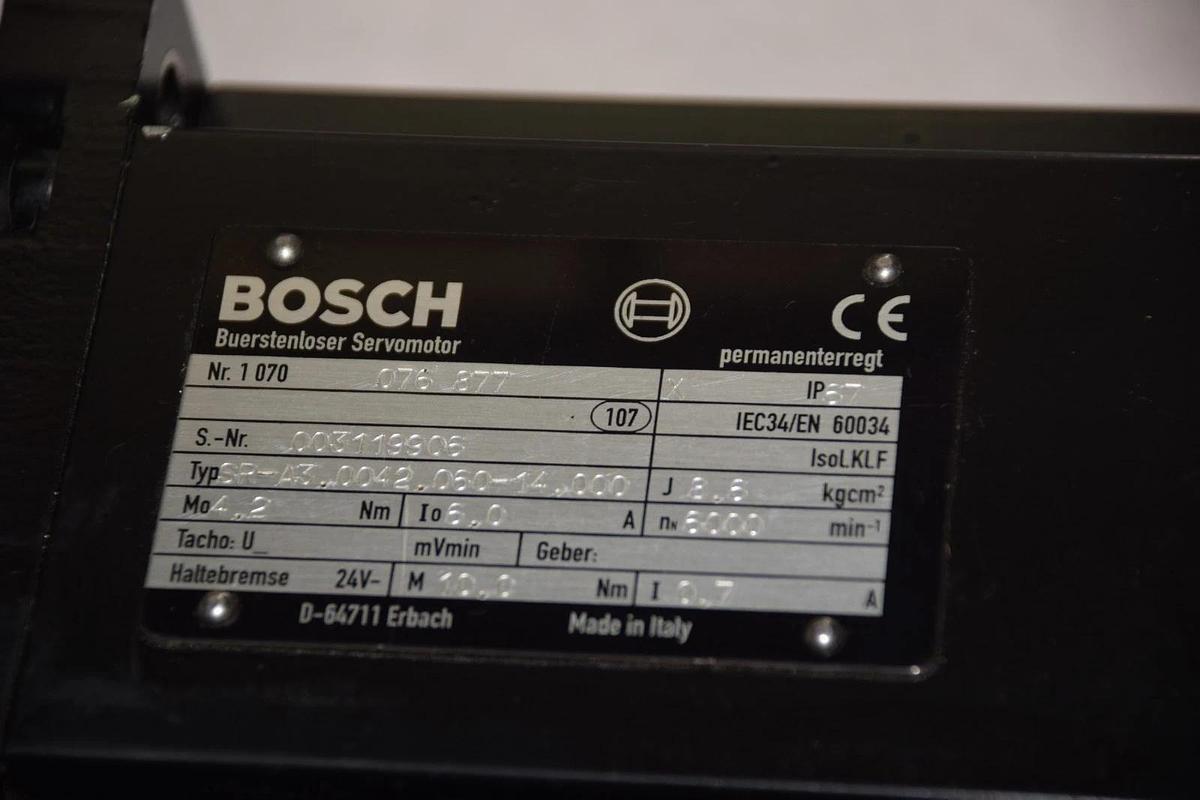 BOSCH
Buerstenloser Servomotor
CE
permanenterregt
Nr. 1 070 076 877 X IP67
107 IEC34/EN 60034
S.-Nr. 003119906 Isol.KLF
Typ SR-A3.0042.060-14.000 J 8.6 kgcm²
Mo 4.2 Nm Io 6.0 A nN 6000 min-1
Tacho: U_ mVmin Geber:
Haltebremse 24V- M 10.0 Nm I 0.7 A
D-64711 Erbach Made in Italy